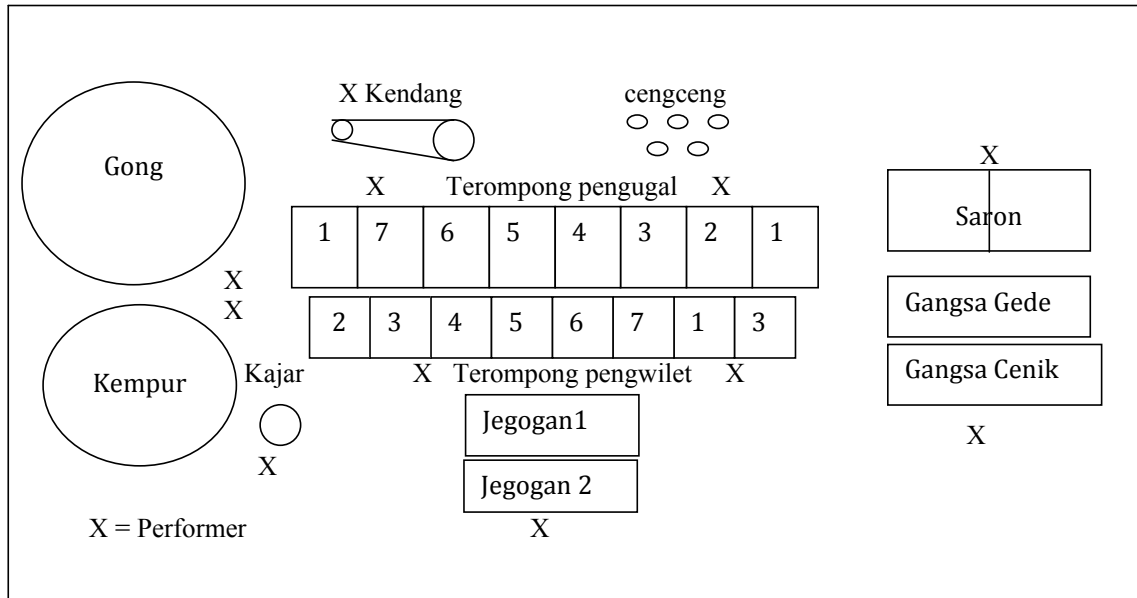 X Kendang
cengceng
Gong
X Terompong pengugal X
X
Saron
1 7 6 5 4 3 2 1
X
X
Gangsa Gede
2 3 4 5 6 7 1 3
Kempur
Kajar
X Terompong pengwilet X
Gangsa Cenik
Jegogan1
X
X
Jegogan 2
X = Performer
X